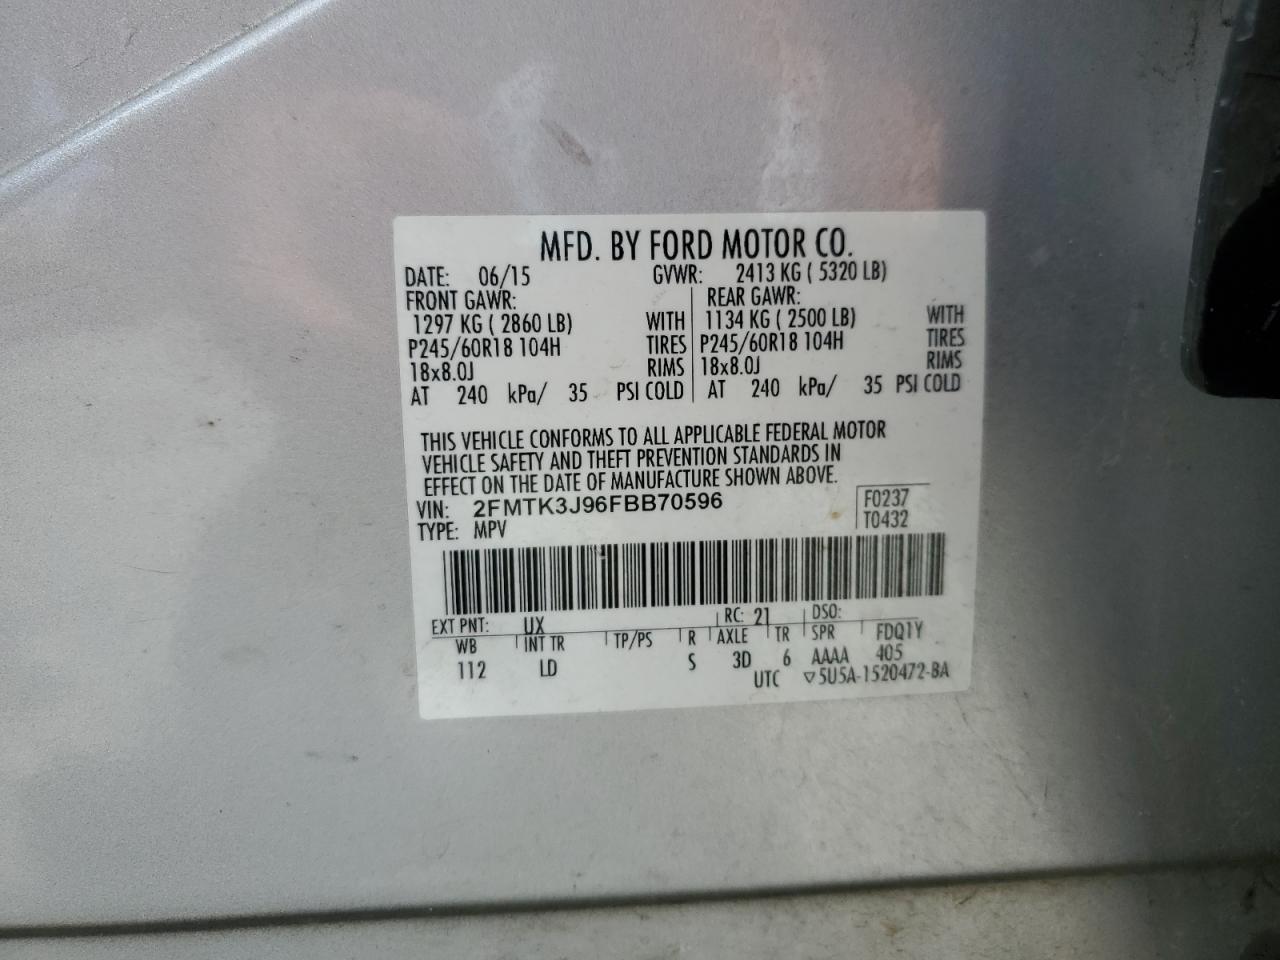 MFD. BY FORD MOTOR CO.
DATE: 06/15 GVWR: 2413 KG ( 5320 LB)
FRONT GAWR: REAR GAWR:
1297 KG ( 2860 LB) WITH 1134 KG ( 2500 LB) WITH
P245/60R18 104H TIRES P245/60R18 104H TIRES
18x8.0J RIMS 18x8.0J RIMS
AT 240 kPa/ 35 PSI COLD AT 240 kPa/ 35 PSI COLD
THIS VEHICLE CONFORMS TO ALL APPLICABLE FEDERAL MOTOR
VEHICLE SAFETY AND THEFT PREVENTION STANDARDS IN
EFFECT ON THE DATE OF MANUFACTURE SHOWN ABOVE.
VIN: 2FMTK3J96FBB70596 F0237
TYPE: MPV T0432
EXT PNT: UX RC: 21 DSO:
WB INT TR TP/PS R AXLE TR SPR FDQ1Y
112 LD S 3D 6 AAAA 405
UTC ▽5U5A-1520472-BA